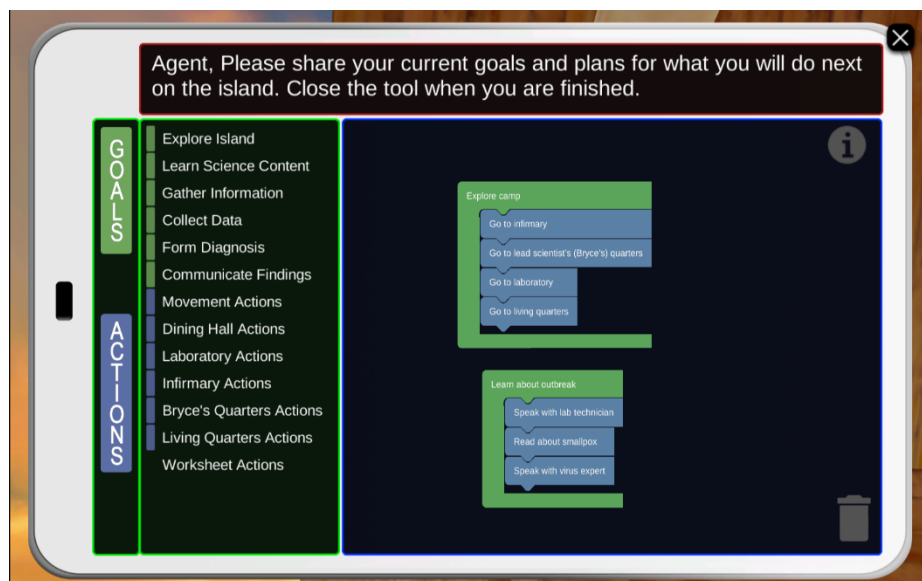 Agent, Please share your current goals and plans for what you will do next
on the island. Close the tool when you are finished.
GOALS
ACTIONS
Explore Island
Learn Science Content
Gather Information
Collect Data
Form Diagnosis
Communicate Findings
Movement Actions
Dining Hall Actions
Laboratory Actions
Infirmary Actions
Bryce's Quarters Actions
Living Quarters Actions
Worksheet Actions
Explore camp
Go to infirmary
Go to lead scientist's (Bryce's) quarters
Go to laboratory
Go to living quarters
Learn about outbreak
Speak with lab technician
Read about smallpox
Speak with virus expert